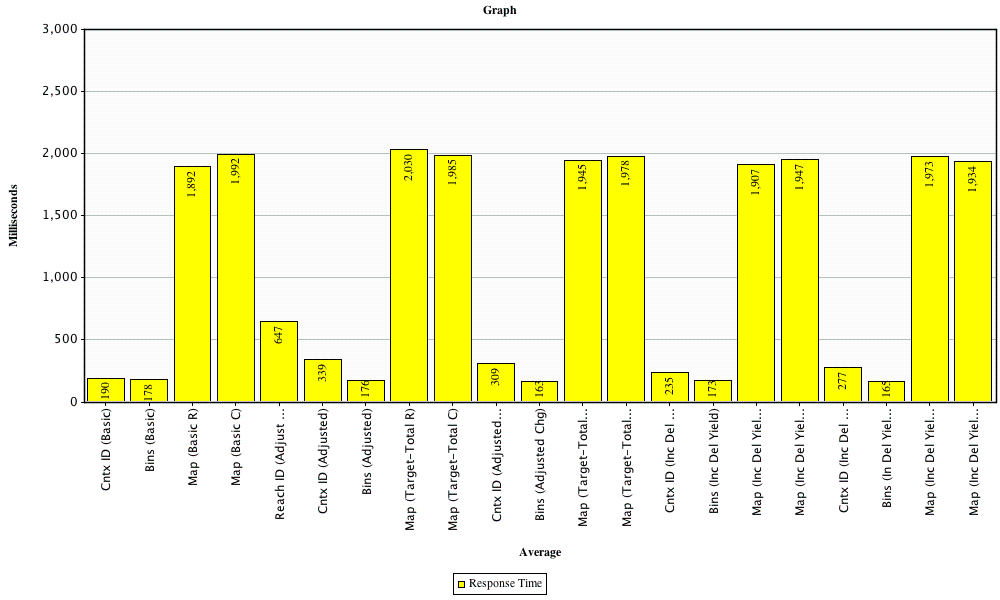 Graph
Milliseconds
3,000
2,500
2,000
1,500
1,000
500
0
190
178
1,892
1,992
647
339
176
2,030
1,985
309
163
1,945
1,978
235
173
1,907
1,947
277
165
1,973
1,934
Cntx ID (Basic)
Bins (Basic)
Map (Basic R)
Map (Basic C)
Reach ID (Adjust ...
Cntx ID (Adjusted)
Bins (Adjusted)
Map (Target-Total R)
Map (Target-Total C)
Cntx ID (Adjusted...
Bins (Adjusted Chg)
Map (Target-Total...
Map (Target-Total...
Cntx ID (Inc Del ...
Bins (Inc Del Yield)
Map (Inc Del Yiel...
Map (Inc Del Yiel...
Cntx ID (Inc Del ...
Bins (In Del Yiel...
Map (Inc Del Yiel...
Map (Inc Del Yiel...
Average
Response Time